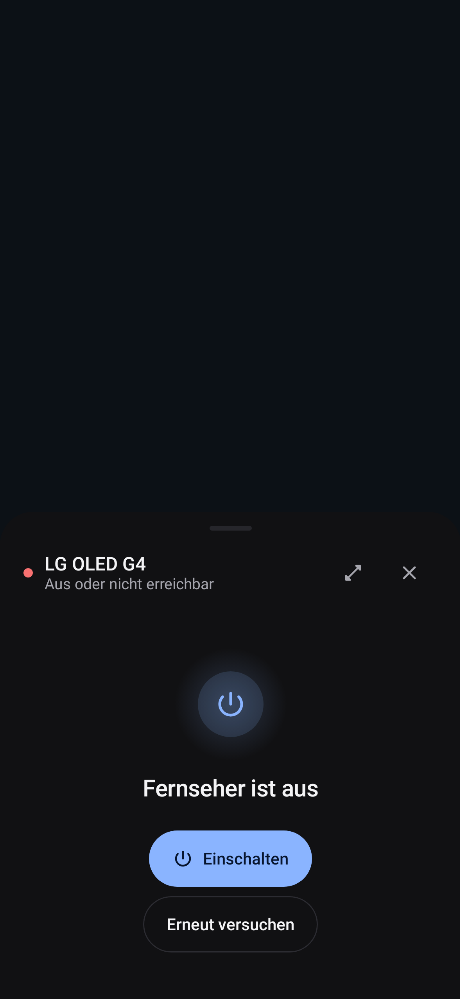 LG OLED G4
Aus oder nicht erreichbar
Fernseher ist aus
Einschalten
Erneut versuchen